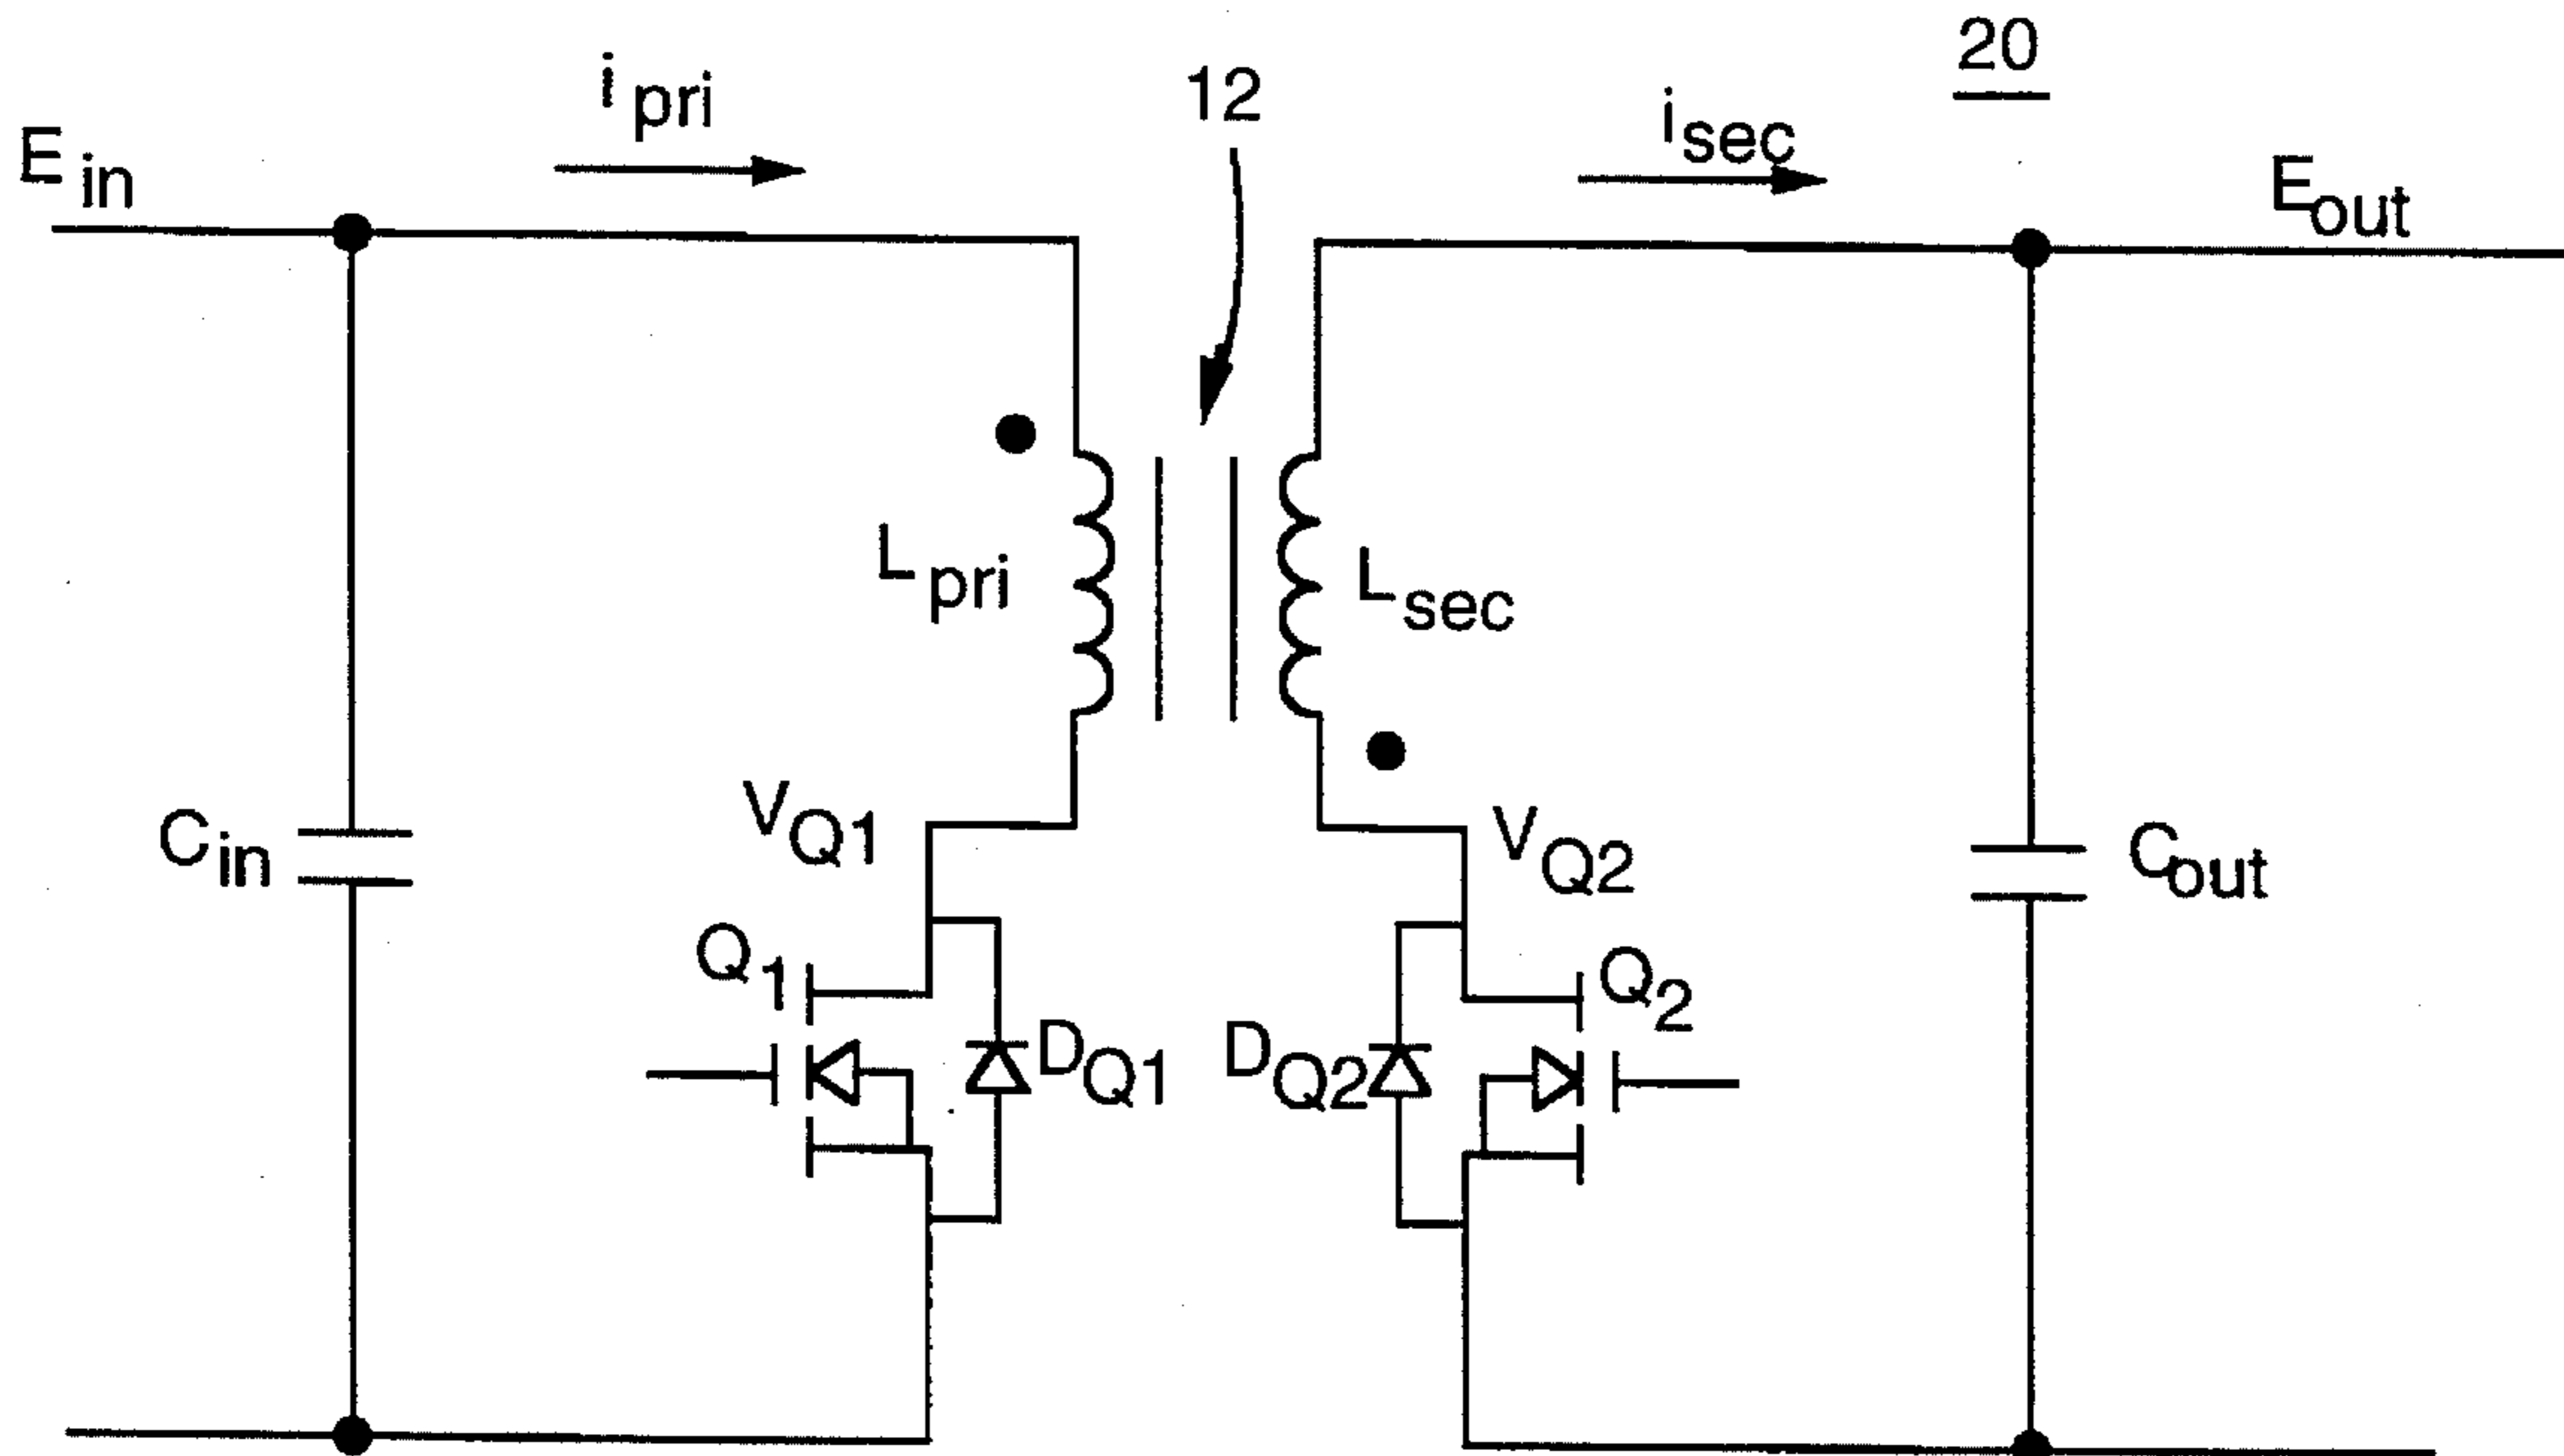 E in
i pri
12
i sec
20
E out
L pri
L sec
C in
V Q1
V Q2
C out
Q 1
D Q1
D Q2
Q 2